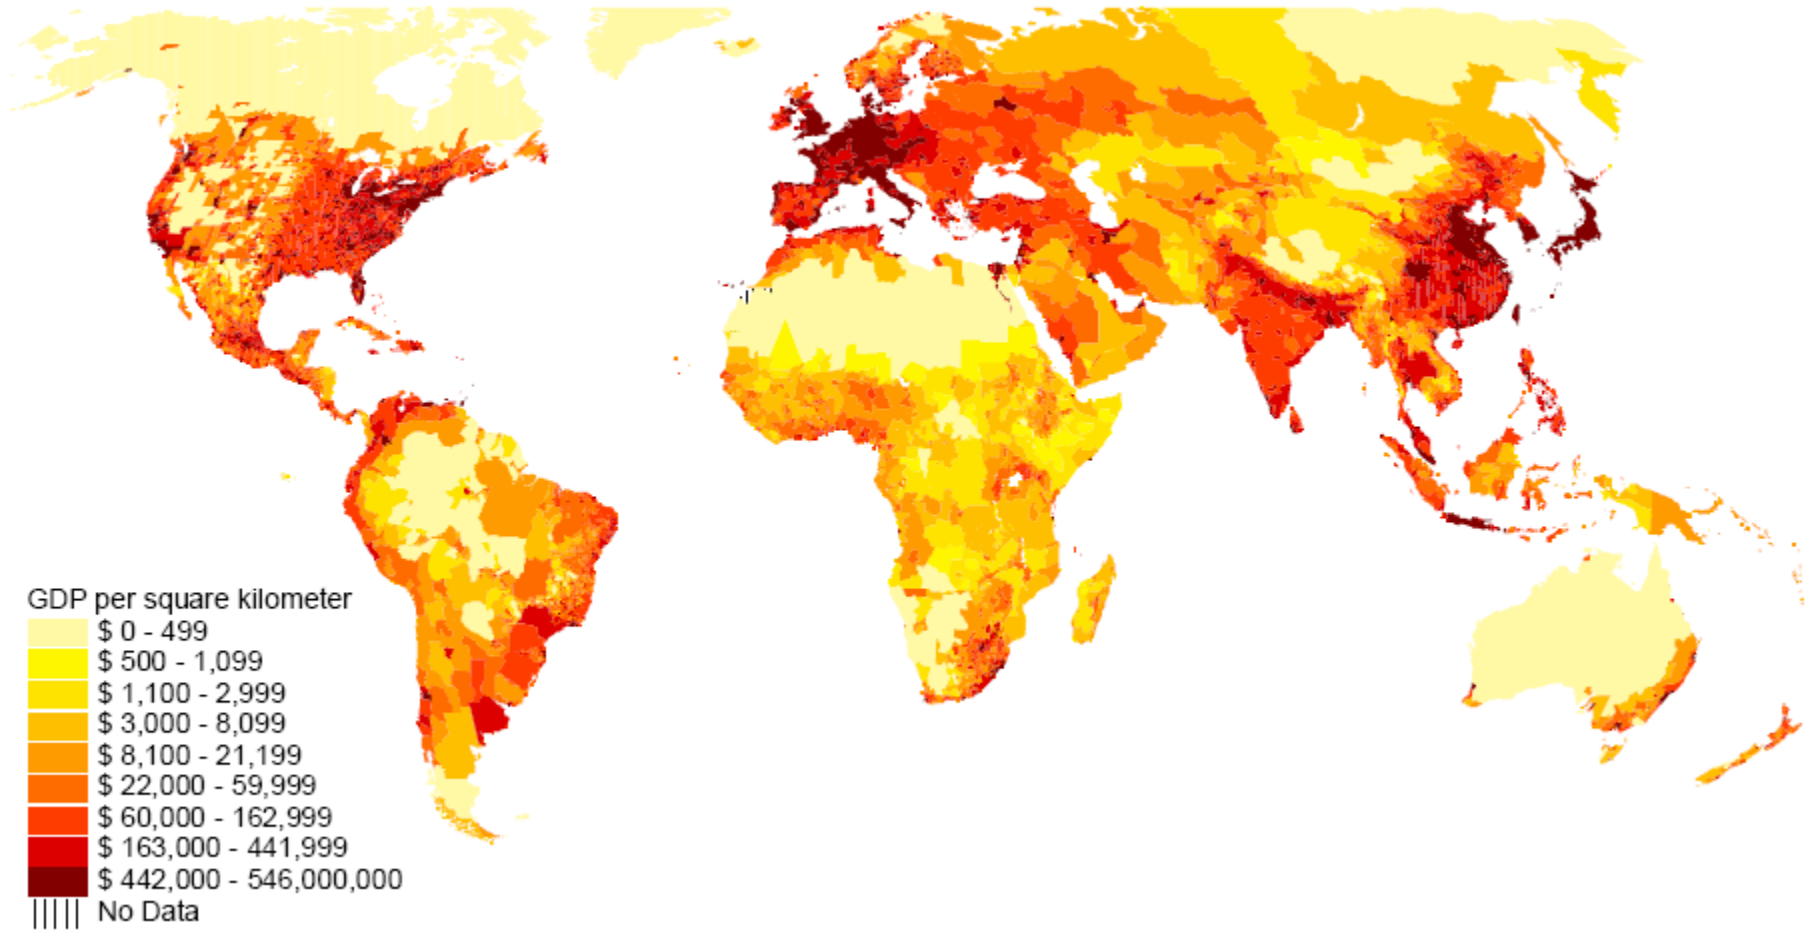 GDP per square kilometer
$ 0 - 499
$ 500 - 1,099
$ 1,100 - 2,999
$ 3,000 - 8,099
$ 8,100 - 21,199
$ 22,000 - 59,999
$ 60,000 - 162,999
$ 163,000 - 441,999
$ 442,000 - 546,000,000
No Data